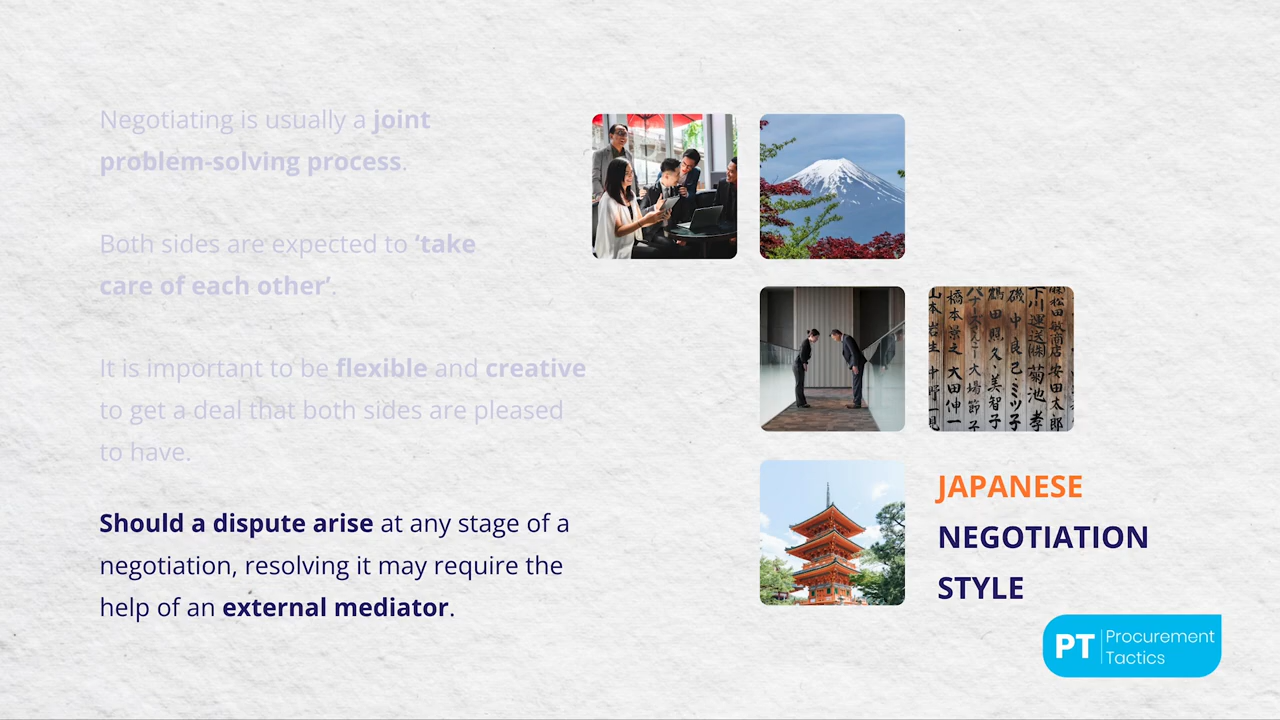 Negotiating is usually a joint
problem-solving process.
Both sides are expected to ‘take
care of each other’.
It is important to be flexible and creative
to get a deal that both sides are pleased
to have.
Should a dispute arise at any stage of a
negotiation, resolving it may require the
help of an external mediator.
JAPANESE
NEGOTIATION
STYLE
PT Procurement
Tactics